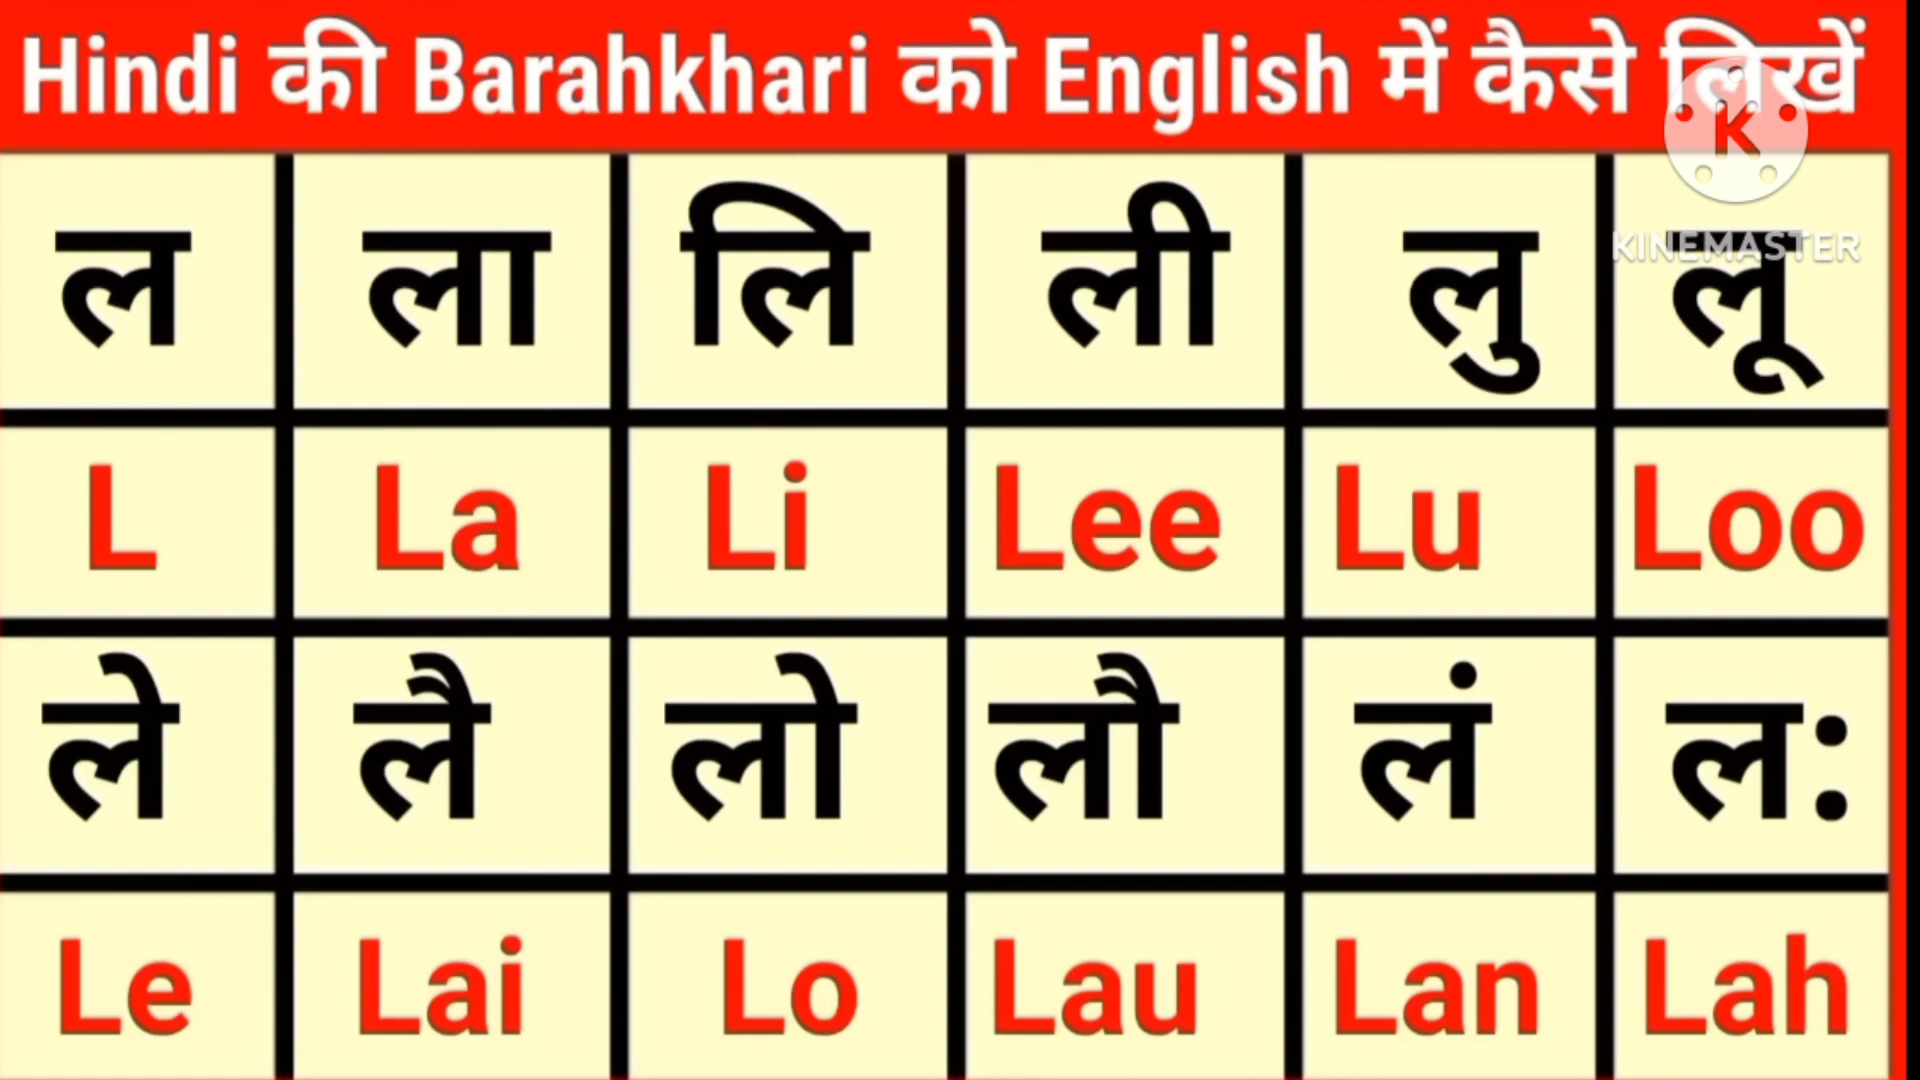 Hindi की Barahkhari को English में कैसे लिखें
K
KINEMASTER
ल ला लि ली लु लू
L La Li Lee Lu Loo
ले लै लो लौ लं ल:
Le Lai Lo Lau Lan Lah